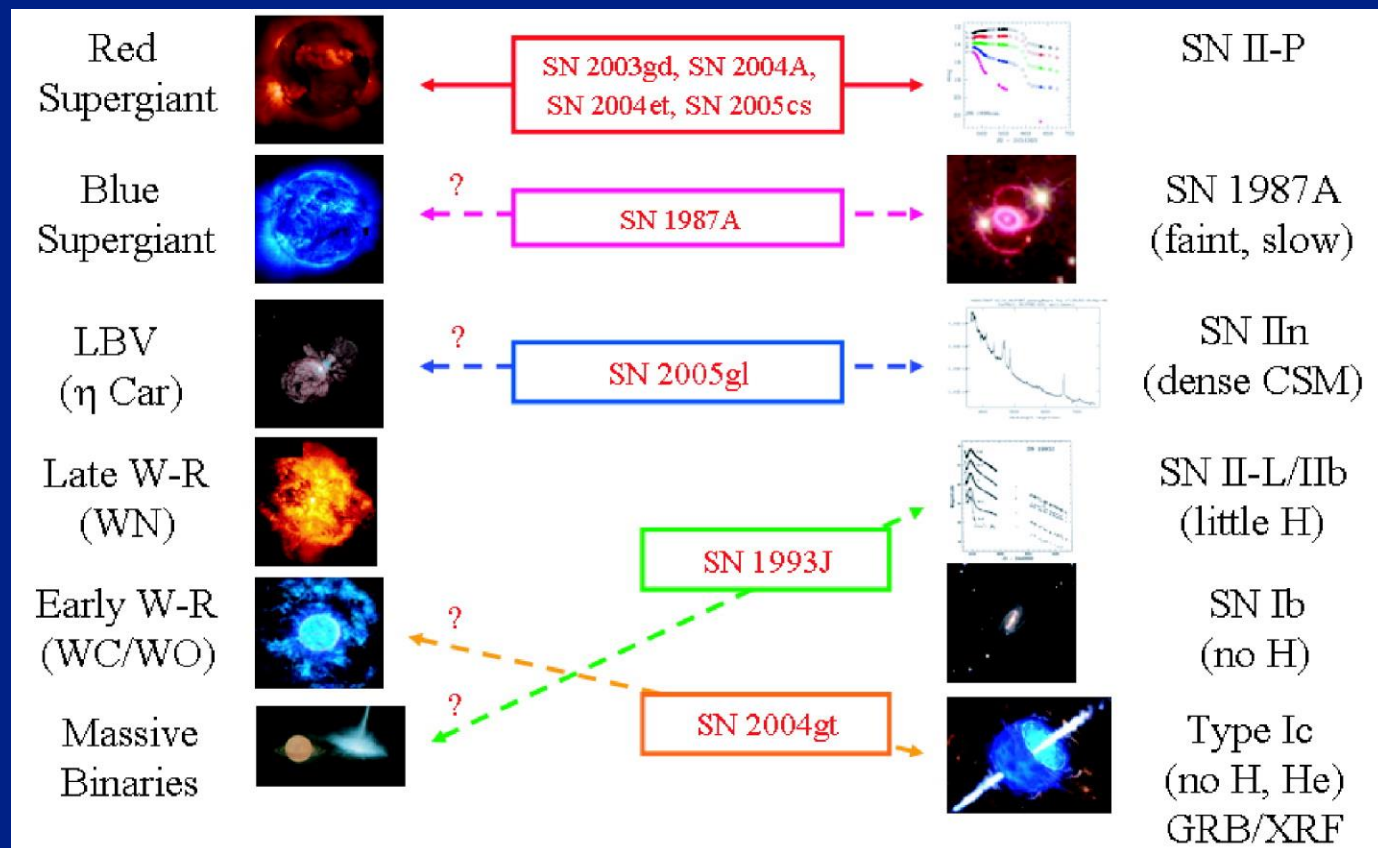 Red
Supergiant
SN 2003gd, SN 2004A,
SN 2004et, SN 2005cs
SN II-P
Blue
Supergiant
?
SN 1987A
SN 1987A
(faint, slow)
LBV
(η Car)
?
SN 2005gl
SN IIn
(dense CSM)
Late W-R
(WN)
SN II-L/IIb
(little H)
SN 1993J
Early W-R
(WC/WO)
?
SN Ib
(no H)
Massive
Binaries
?
SN 2004gt
Type Ic
(no H, He)
GRB/XRF